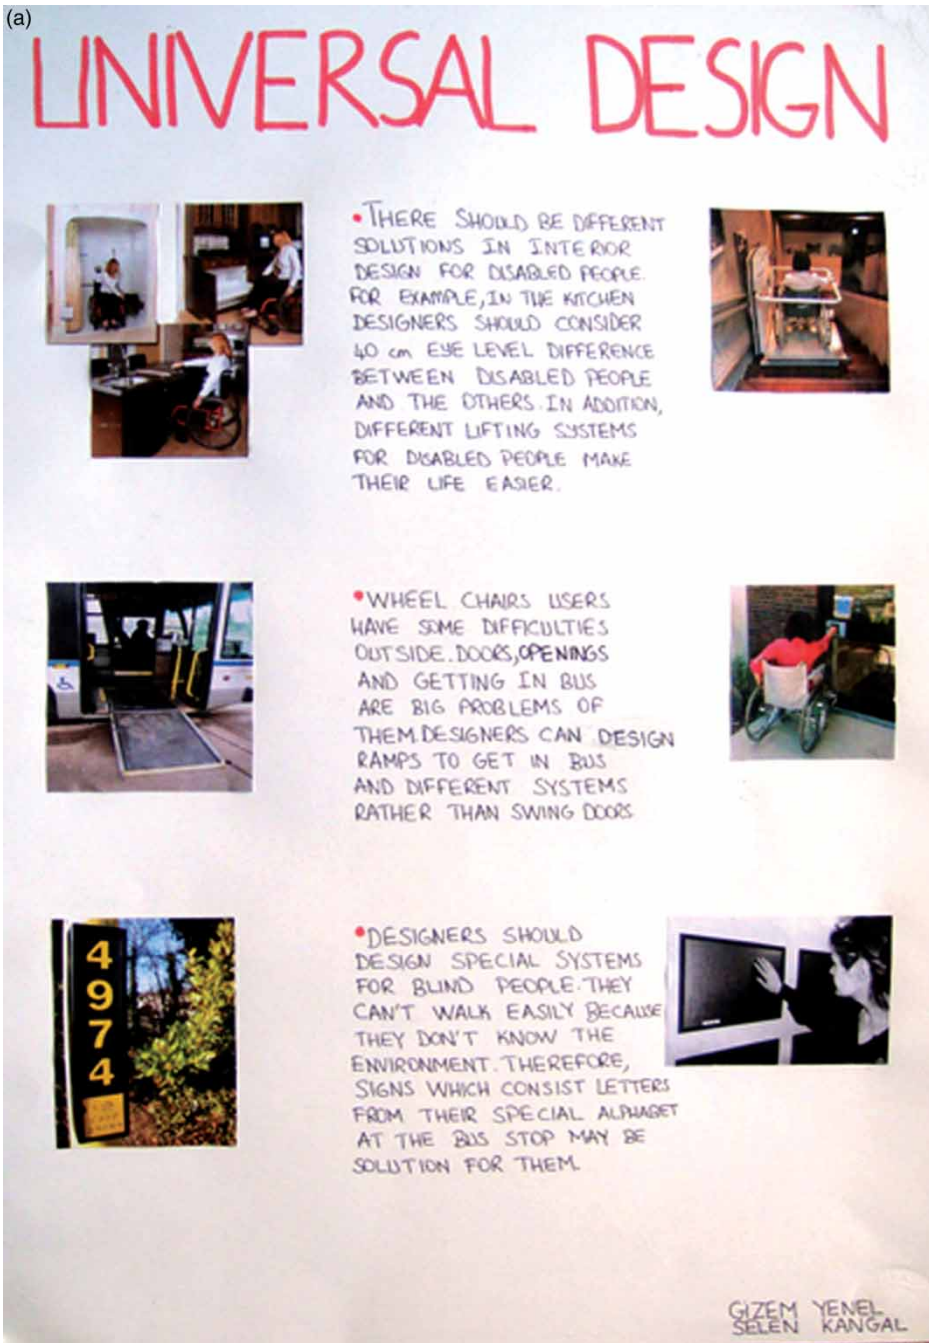 (a)
UNIVERSAL DESIGN
•THERE SHOULD BE DIFFERENT
SOLUTIONS IN INTERIOR
DESIGN FOR DISABLED PEOPLE.
FOR EXAMPLE, IN THE KITCHEN
DESIGNERS SHOULD CONSIDER
40 cm EYE LEVEL DIFFERENCE
BETWEEN DISABLED PEOPLE
AND THE OTHERS. IN ADDITION,
DIFFERENT LIFTING SYSTEMS
FOR DISABLED PEOPLE MAKE
THEIR LIFE EASIER.
•WHEEL CHAIRS USERS
HAVE SOME DIFFICULTIES
OUTSIDE. DOORS, OPENINGS
AND GETTING IN BUS
ARE BIG PROBLEMS OF
THEM. DESIGNERS CAN DESIGN
RAMPS TO GET IN BUS
AND DIFFERENT SYSTEMS
RATHER THAN SWING DOORS
4
9
7
4
•DESIGNERS SHOULD
DESIGN SPECIAL SYSTEMS
FOR BLIND PEOPLE. THEY
CAN'T WALK EASILY BECAUSE
THEY DON'T KNOW THE
ENVIRONMENT. THEREFORE,
SIGNS WHICH CONSIST LETTERS
FROM THEIR SPECIAL ALPHABET
AT THE BUS STOP MAY BE
SOLUTION FOR THEM.
GİZEM YENEL
SELEN KANGAL